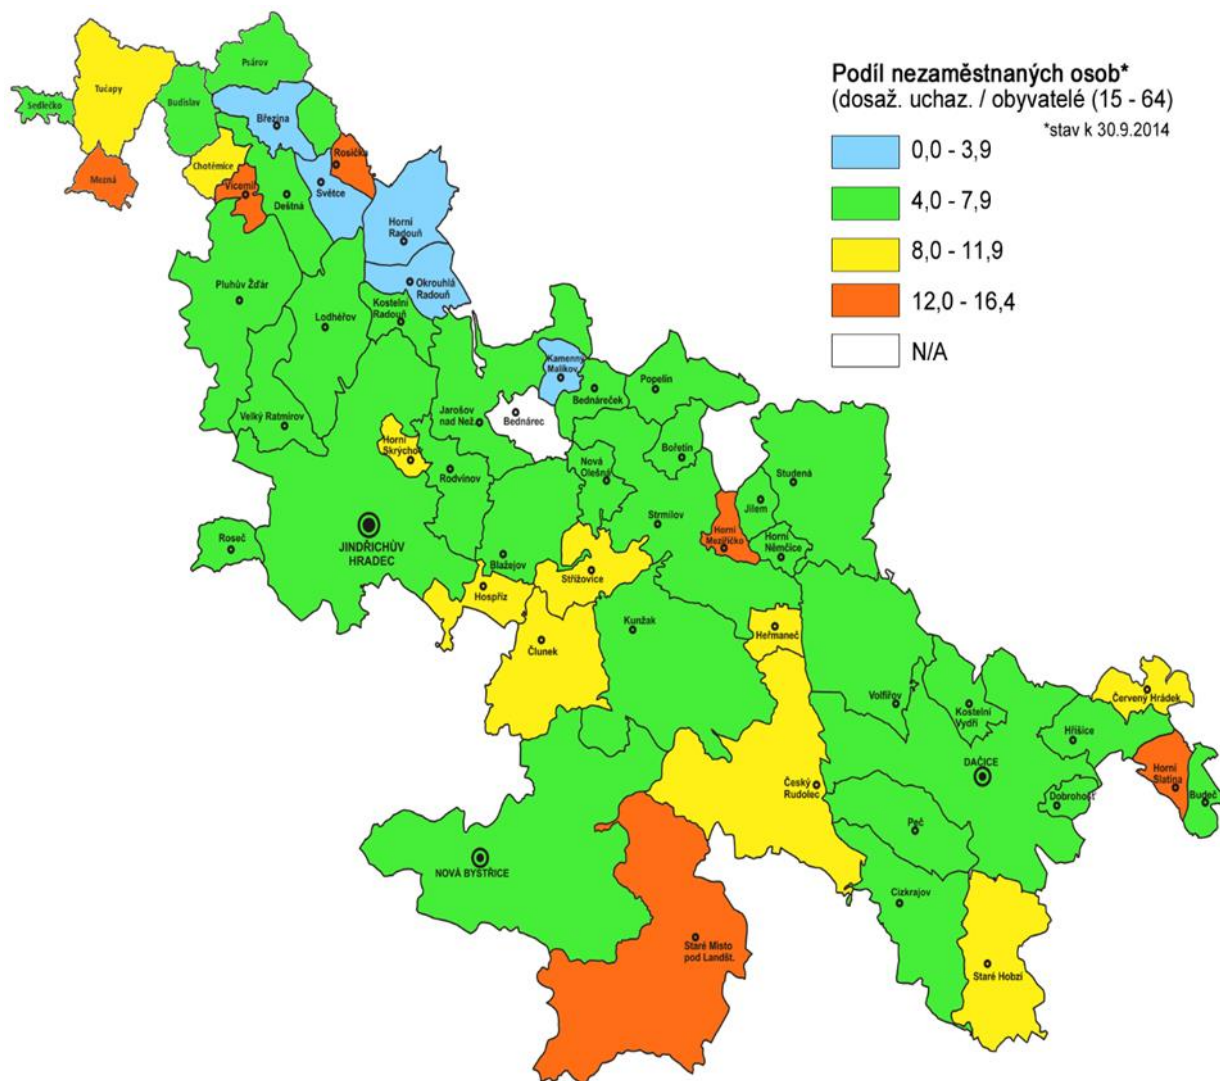 Podíl nezaměstnaných osob*
(dosaž. uchaz. / obyvatelé (15 - 64)
*stav k 30.9.2014
0,0 - 3,9
4,0 - 7,9
8,0 - 11,9
12,0 - 16,4
N/A
Psárov
Tučapy
Sedlečko
Budislav
Březina
Rosička
Chotěmice
Mezná
Vícemil
Světce
Deštná
Horní
Radouň
Okrouhlá
Radouň
Pluhův Žďár
Kostelní
Radouň
Lodhéřov
Kamenný
Malíkov
Popelín
Bednáreček
Velký Ratmírov
Jarošov
nad Než.
Bednárec
Horní
Skrýchov
Bořetín
Nová
Olešná
Rodvínov
Studená
Jilem
Strmilov
Horní
Meziříčko
Horní
Němčice
Roseč
JINDŘICHŮV
HRADEC
Blažejov
Střížovice
Hospříz
Kunžak
Heřmaneč
Člunek
Červený Hrádek
Volfířov
Kostelní
Vydří
Hříšice
DAČICE
Horní
Slatina
Český
Rudolec
Dobrohošť
Budeč
Peč
NOVÁ BYSTŘICE
Cizkrajov
Staré Město
pod Landšt.
Staré Hobzí